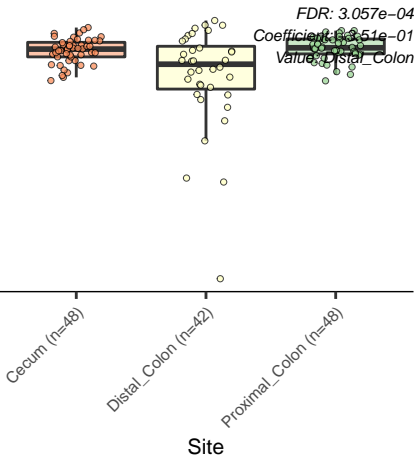 FDR: 3.057e−04
Value: Distal_Colon
Cecum (n=48)
Distal_Colon (n=42)
Proximal_Colon (n=48)
Site